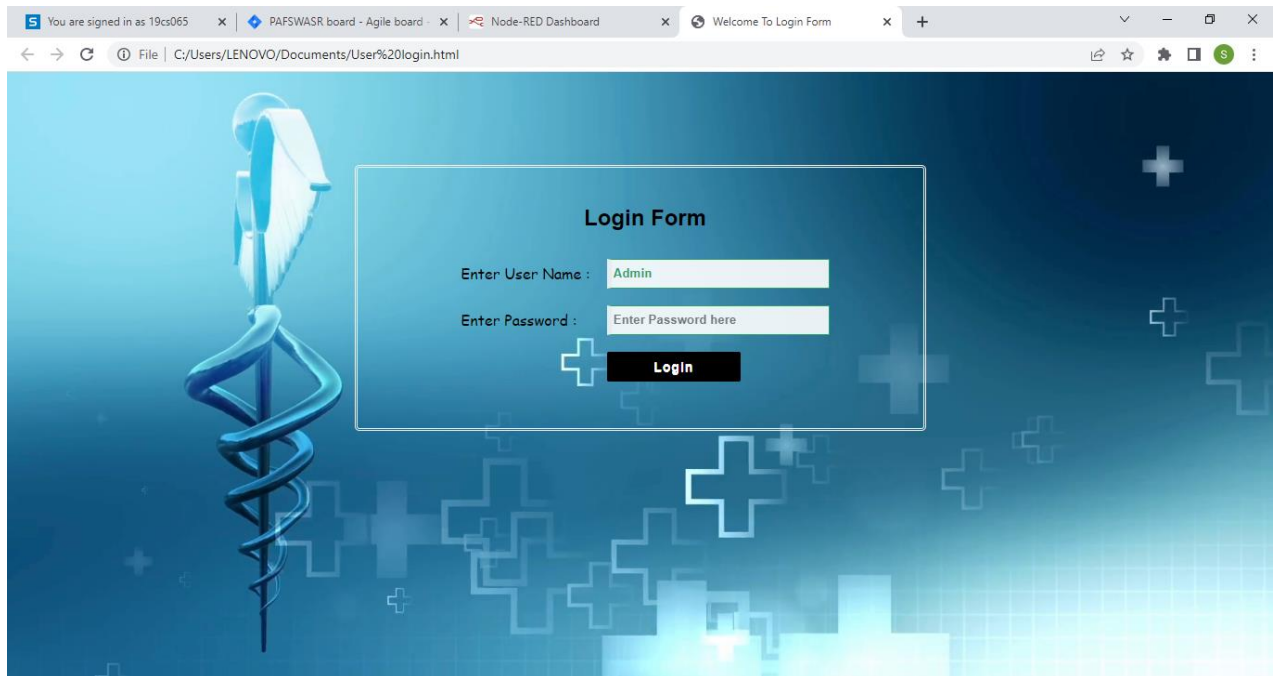 You are signed in as 19cs065
PAFSWASR board - Agile board -
Node-RED Dashboard
Welcome To Login Form
File
C:/Users/LENOVO/Documents/User%20login.html
S
Login Form
Enter User Name :
Admin
Enter Password :
Enter Password here
Login